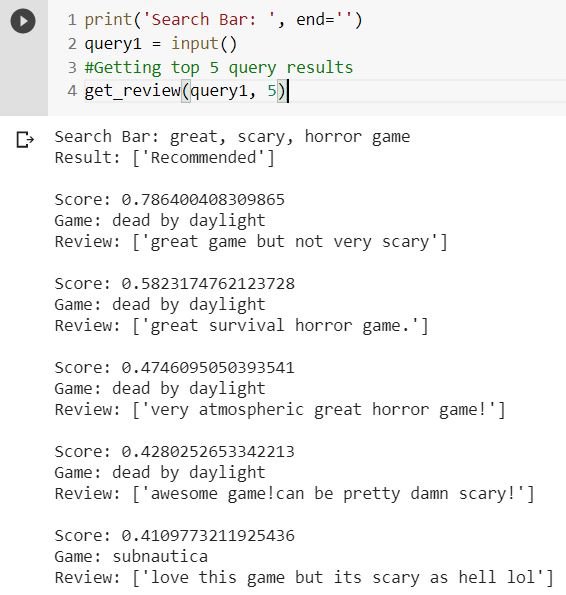 1 print('Search Bar: ', end='')
2 query1 = input()
3 #Getting top 5 query results
4 get_review(query1, 5)
Search Bar: great, scary, horror game
Result: ['Recommended']
Score: 0.786400408309865
Game: dead by daylight
Review: ['great game but not very scary']
Score: 0.5823174762123728
Game: dead by daylight
Review: ['great survival horror game.']
Score: 0.4746095050393541
Game: dead by daylight
Review: ['very atmospheric great horror game!']
Score: 0.4280252653342213
Game: dead by daylight
Review: ['awesome game!can be pretty damn scary!']
Score: 0.4109773211925436
Game: subnautica
Review: ['love this game but its scary as hell lol']